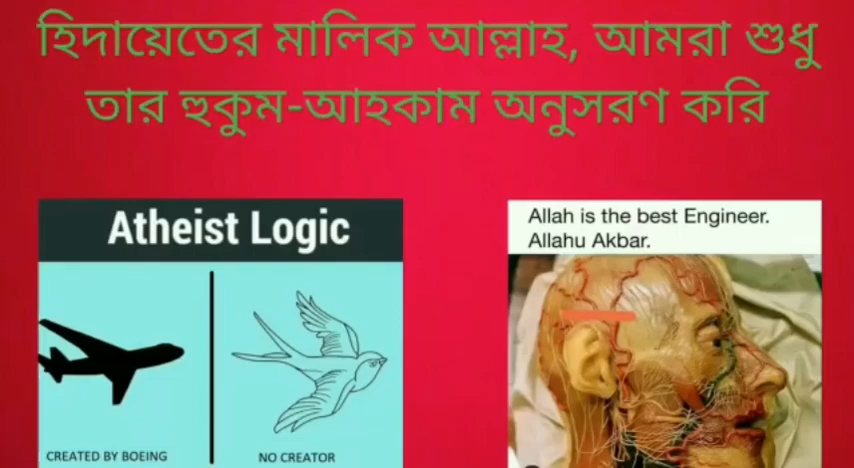 হিদায়েতের মালিক আল্লাহ, আমরা শুধু
তার হুকুম-আহকাম অনুসরণ করি
Atheist Logic
CREATED BY BOEING
NO CREATOR
Allah is the best Engineer.
Allahu Akbar.